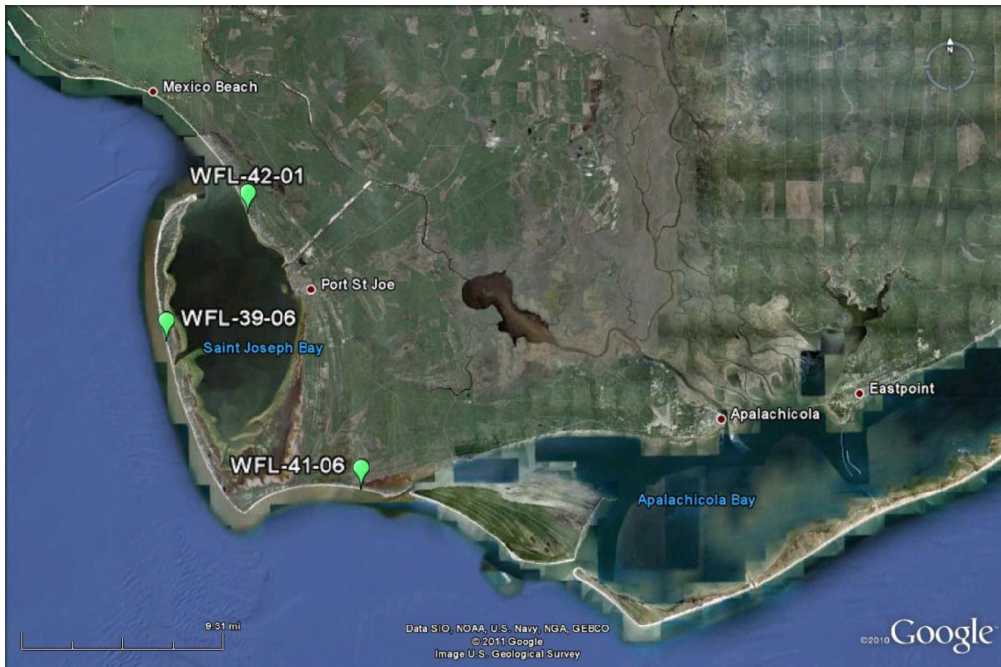 Mexico Beach
N
WFL-42-01
Port St Joe
WFL-39-06
Saint Joseph Bay
Eastpoint
Apalachicola
WFL-41-06
Apalachicola Bay
9.31 mi
Data SIO, NOAA, U.S. Navy, NGA, GEBCO
© 2011 Google
Image U.S. Geological Survey
©2010 Google